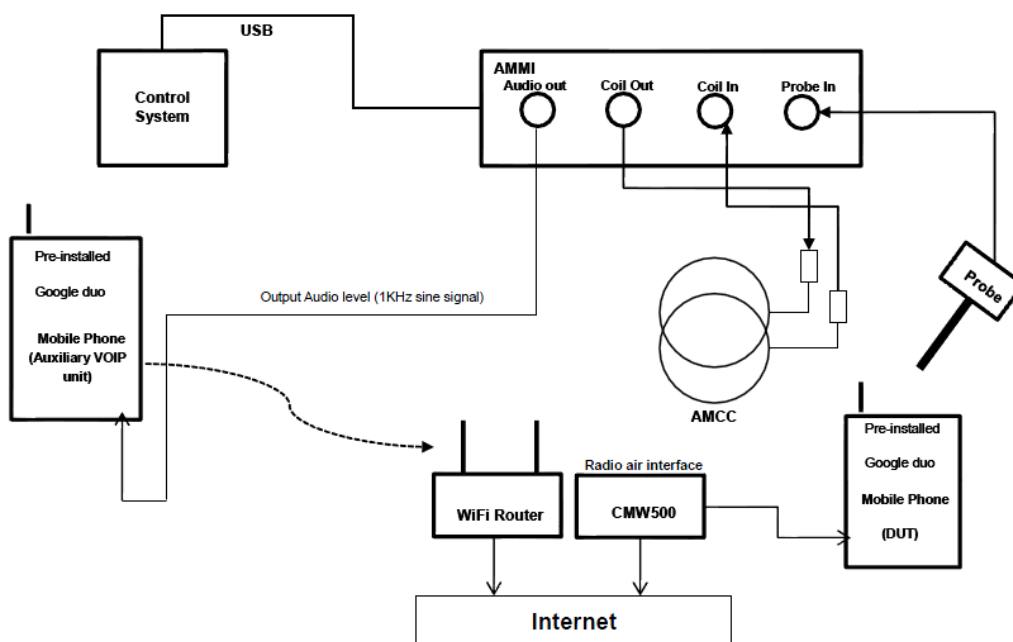 USB
Control
System
AMMI
Audio out
Coil Out
Coil In
Probe In
Pre-installed
Google duo
Mobile Phone
(Auxiliary VOIP
unit)
Output Audio level (1KHz sine signal)
Probe
AMCC
Pre-installed
Google duo
Mobile Phone
(DUT)
WiFi Router
Radio air interface
CMW500
Internet